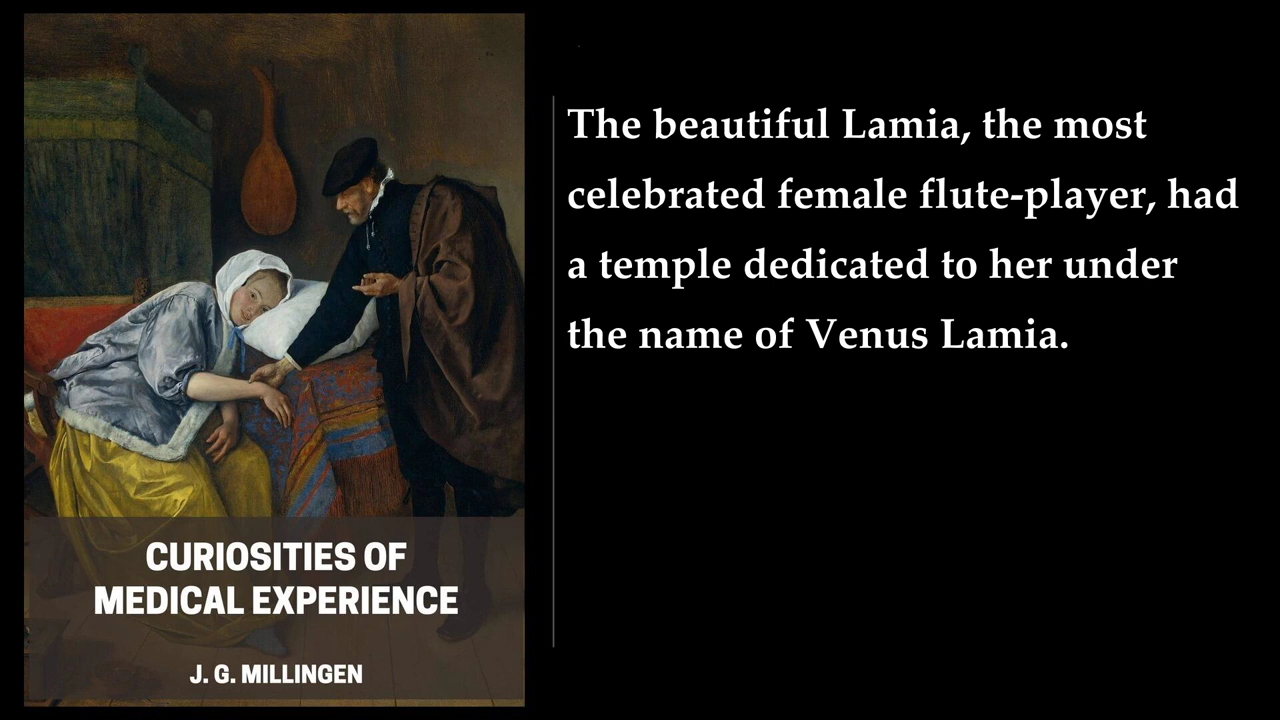 The beautiful Lamia, the most
celebrated female flute-player, had
a temple dedicated to her under
the name of Venus Lamia.
CURIOSITIES OF
MEDICAL EXPERIENCE
J. G. MILLINGEN